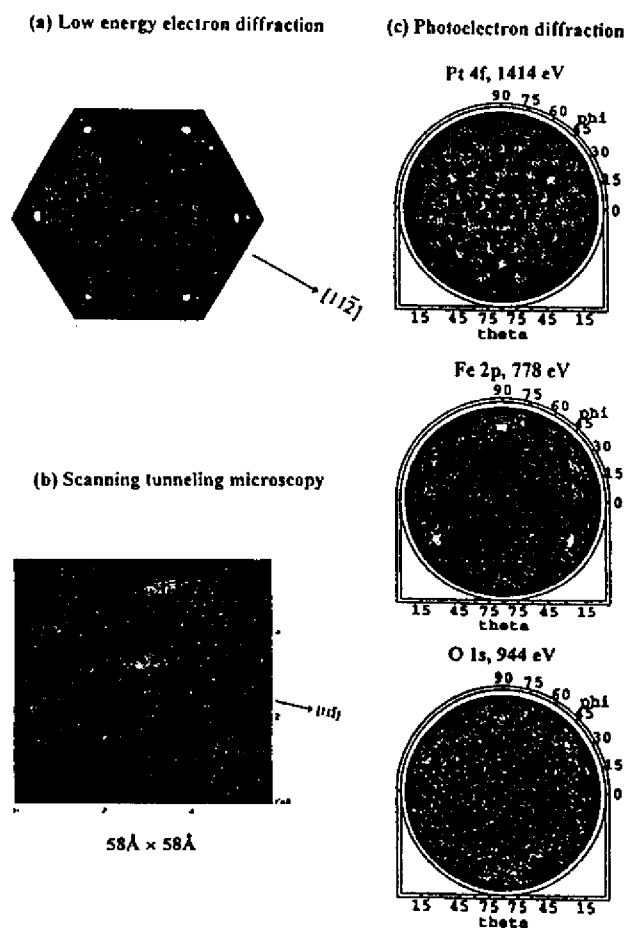 (a) Low energy electron diffraction
[112̄]
(b) Scanning tunneling microscopy
58Å × 58Å
(c) Photoelectron diffraction
Pt 4f, 1414 eV
90 75 60 phi
45
30
15
0
15 45 75 75 45 15
theta
Fe 2p, 778 eV
90 75 60 phi
45
30
15
0
15 45 75 75 45 15
theta
O 1s, 944 eV
90 75 60 phi
45
30
15
0
15 45 75 75 45 15
theta